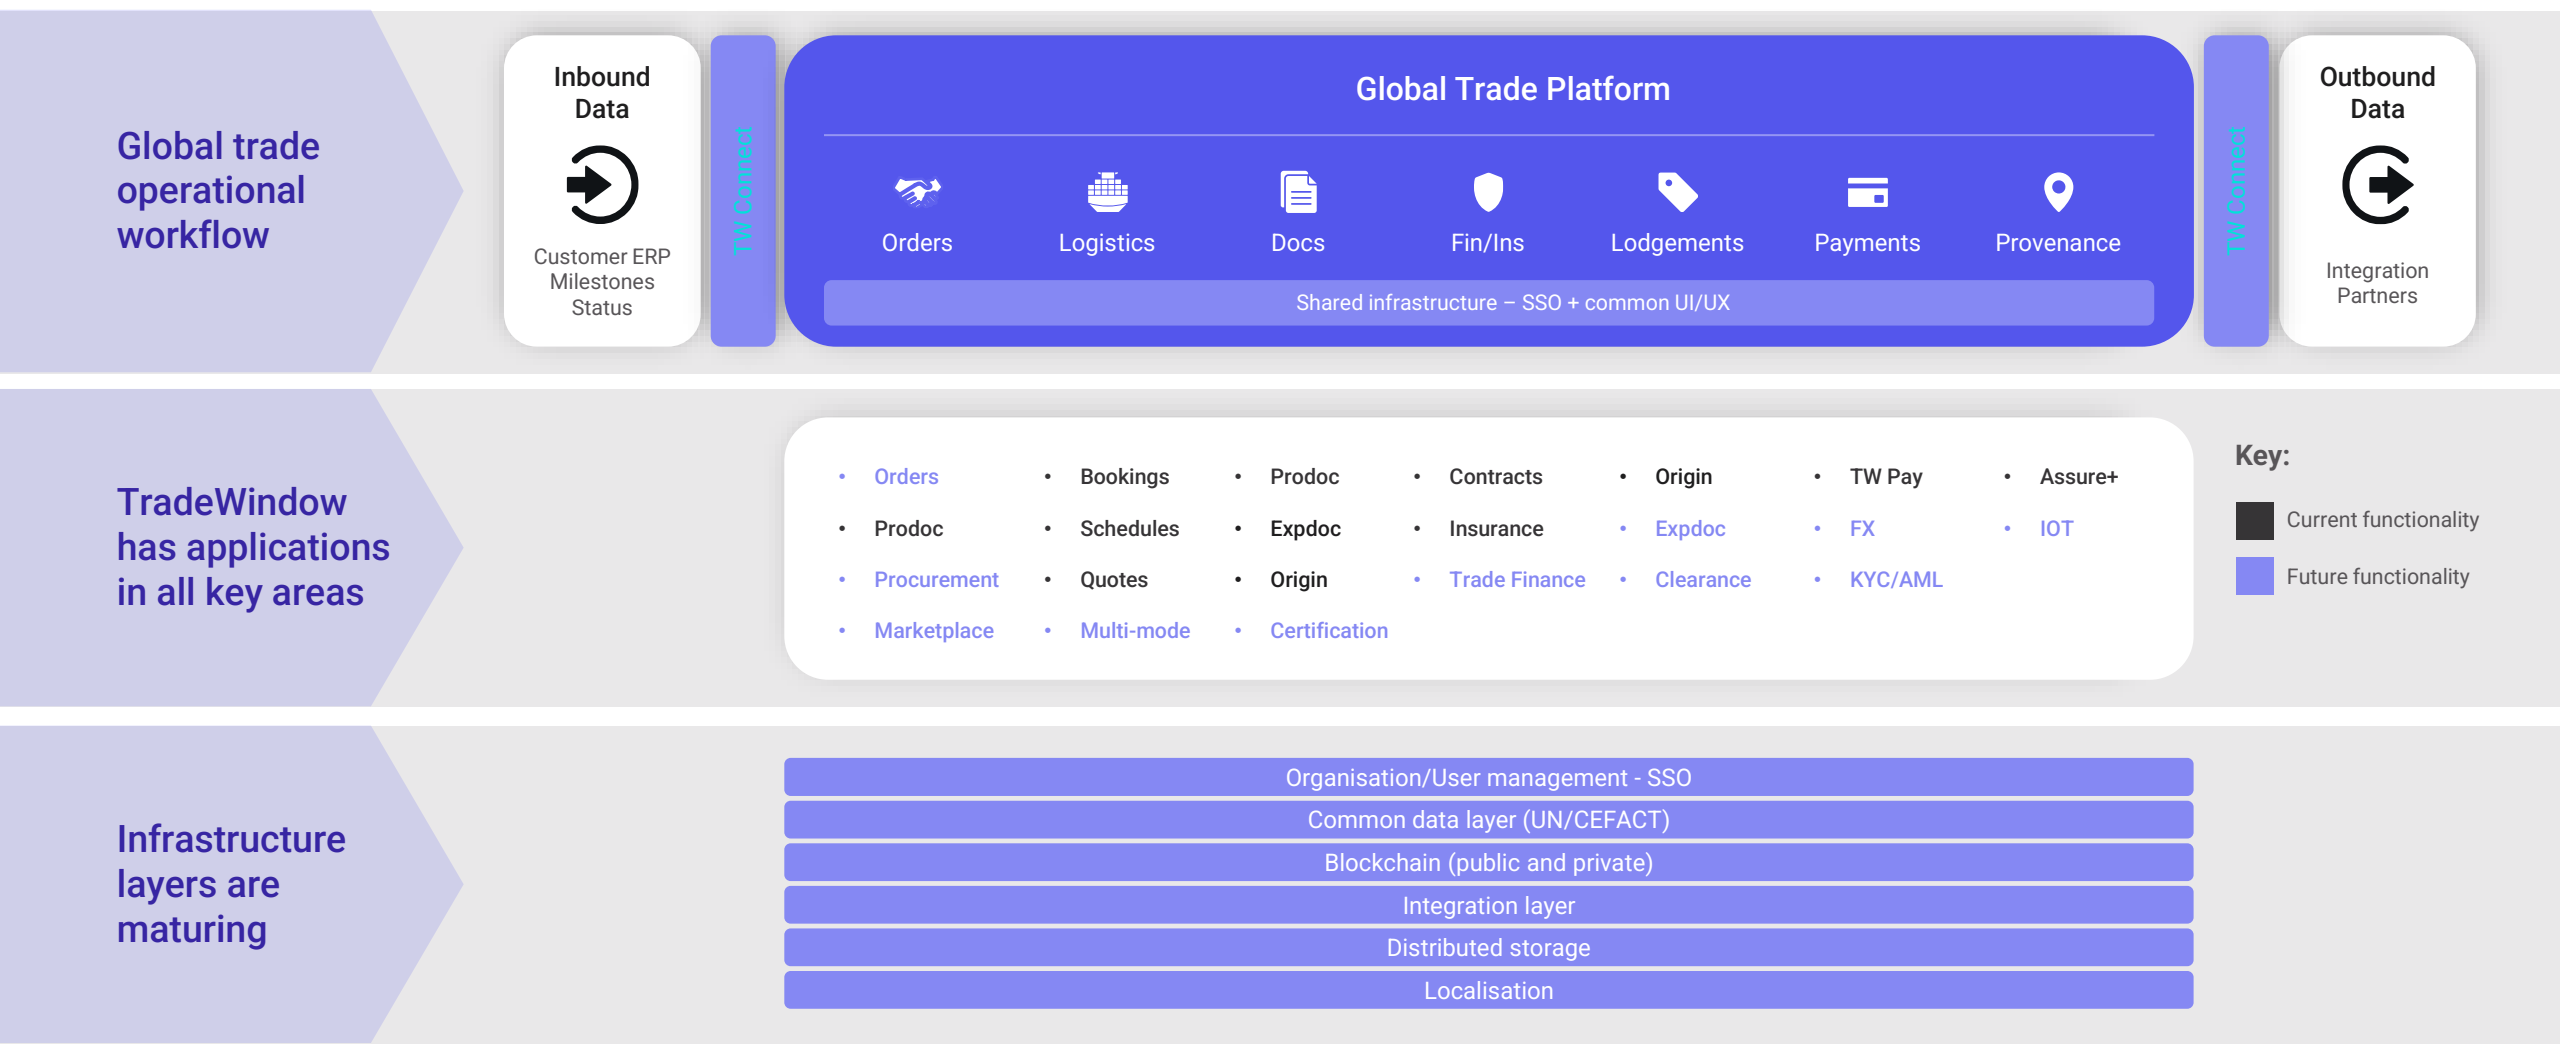 Global trade
operational
workflow
Inbound
Data
Customer ERP
Milestones
Status
TW Connect
Global Trade Platform
Orders
Logistics
Docs
Fin/Ins
Lodgements
Payments
Provenance
Shared infrastructure – SSO + common UI/UX
TW Connect
Outbound
Data
Integration
Partners
TradeWindow
has applications
in all key areas
• Orders
• Prodoc
• Procurement
• Marketplace
• Bookings
• Schedules
• Quotes
• Multi-mode
• Prodoc
• Expdoc
• Origin
• Certification
• Contracts
• Insurance
• Trade Finance
• Origin
• Expdoc
• Clearance
• TW Pay
• FX
• KYC/AML
• Assure+
• IOT
Key:
Current functionality
Future functionality
Infrastructure
layers are
maturing
Organisation/User management - SSO
Common data layer (UN/CEFACT)
Blockchain (public and private)
Integration layer
Distributed storage
Localisation